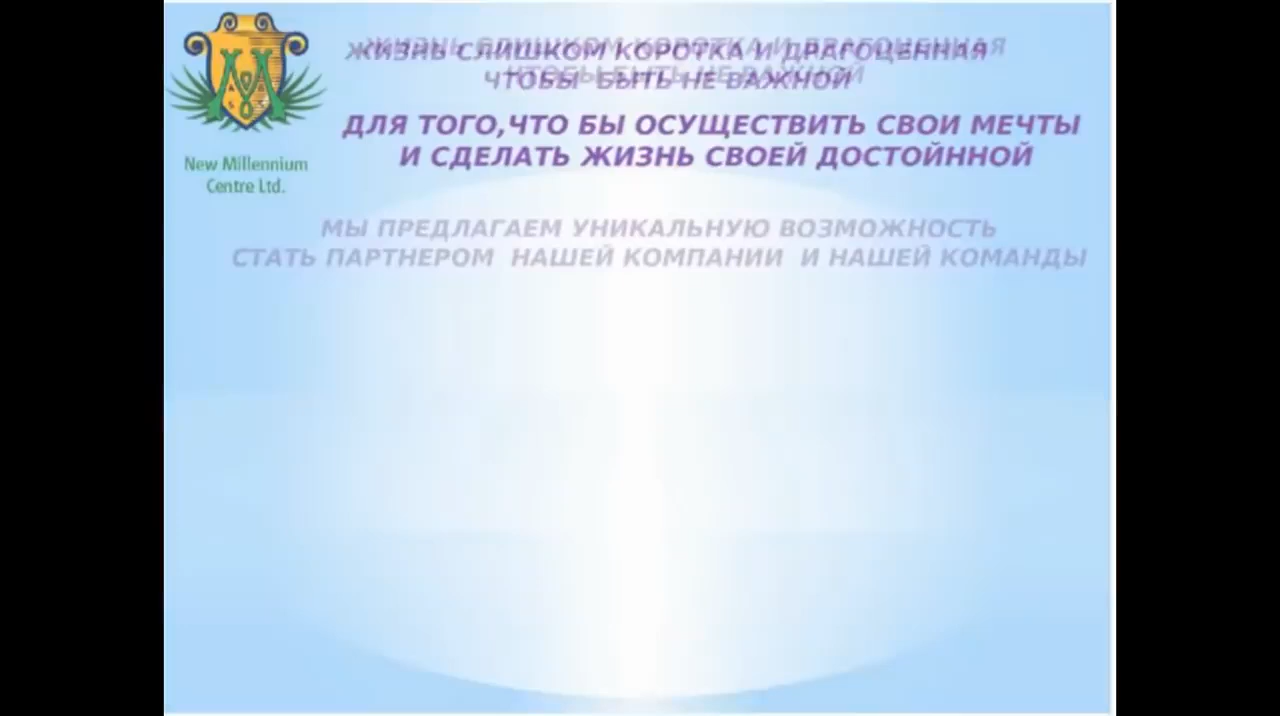 New Millennium
Centre Ltd.
ЖИЗНЬ СЛИШКОМ КОРОТКА И ДРАГОЦЕННАЯ
ЧТОБЫ БЫТЬ НЕ ВАЖНОЙ
ДЛЯ ТОГО,ЧТО БЫ ОСУЩЕСТВИТЬ СВОИ МЕЧТЫ
И СДЕЛАТЬ ЖИЗНЬ СВОЕЙ ДОСТОЙННОЙ
МЫ ПРЕДЛАГАЕМ УНИКАЛЬНУЮ ВОЗМОЖНОСТЬ
СТАТЬ ПАРТНЕРОМ НАШЕЙ КОМПАНИИ И НАШЕЙ КОМАНДЫ